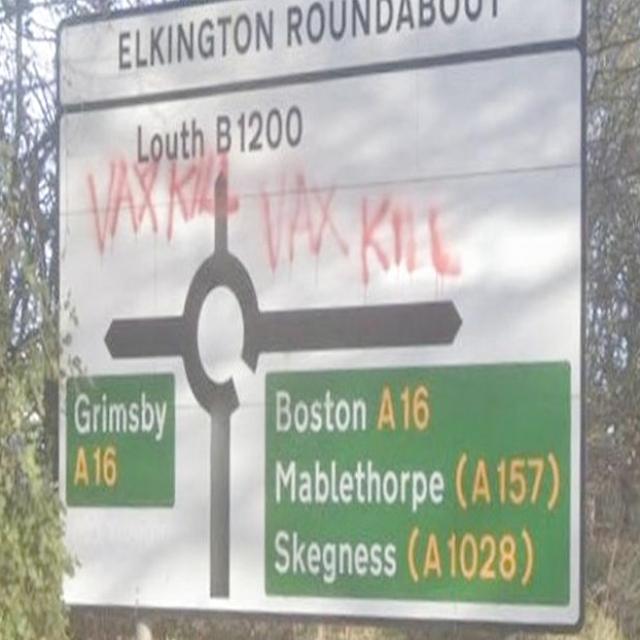 ELKINGTON ROUNDABOUT
Louth B1200
VAX KILL VAX KILL
Grimsby
A16
Boston A16
Mablethorpe (A157)
Skegness (A1028)